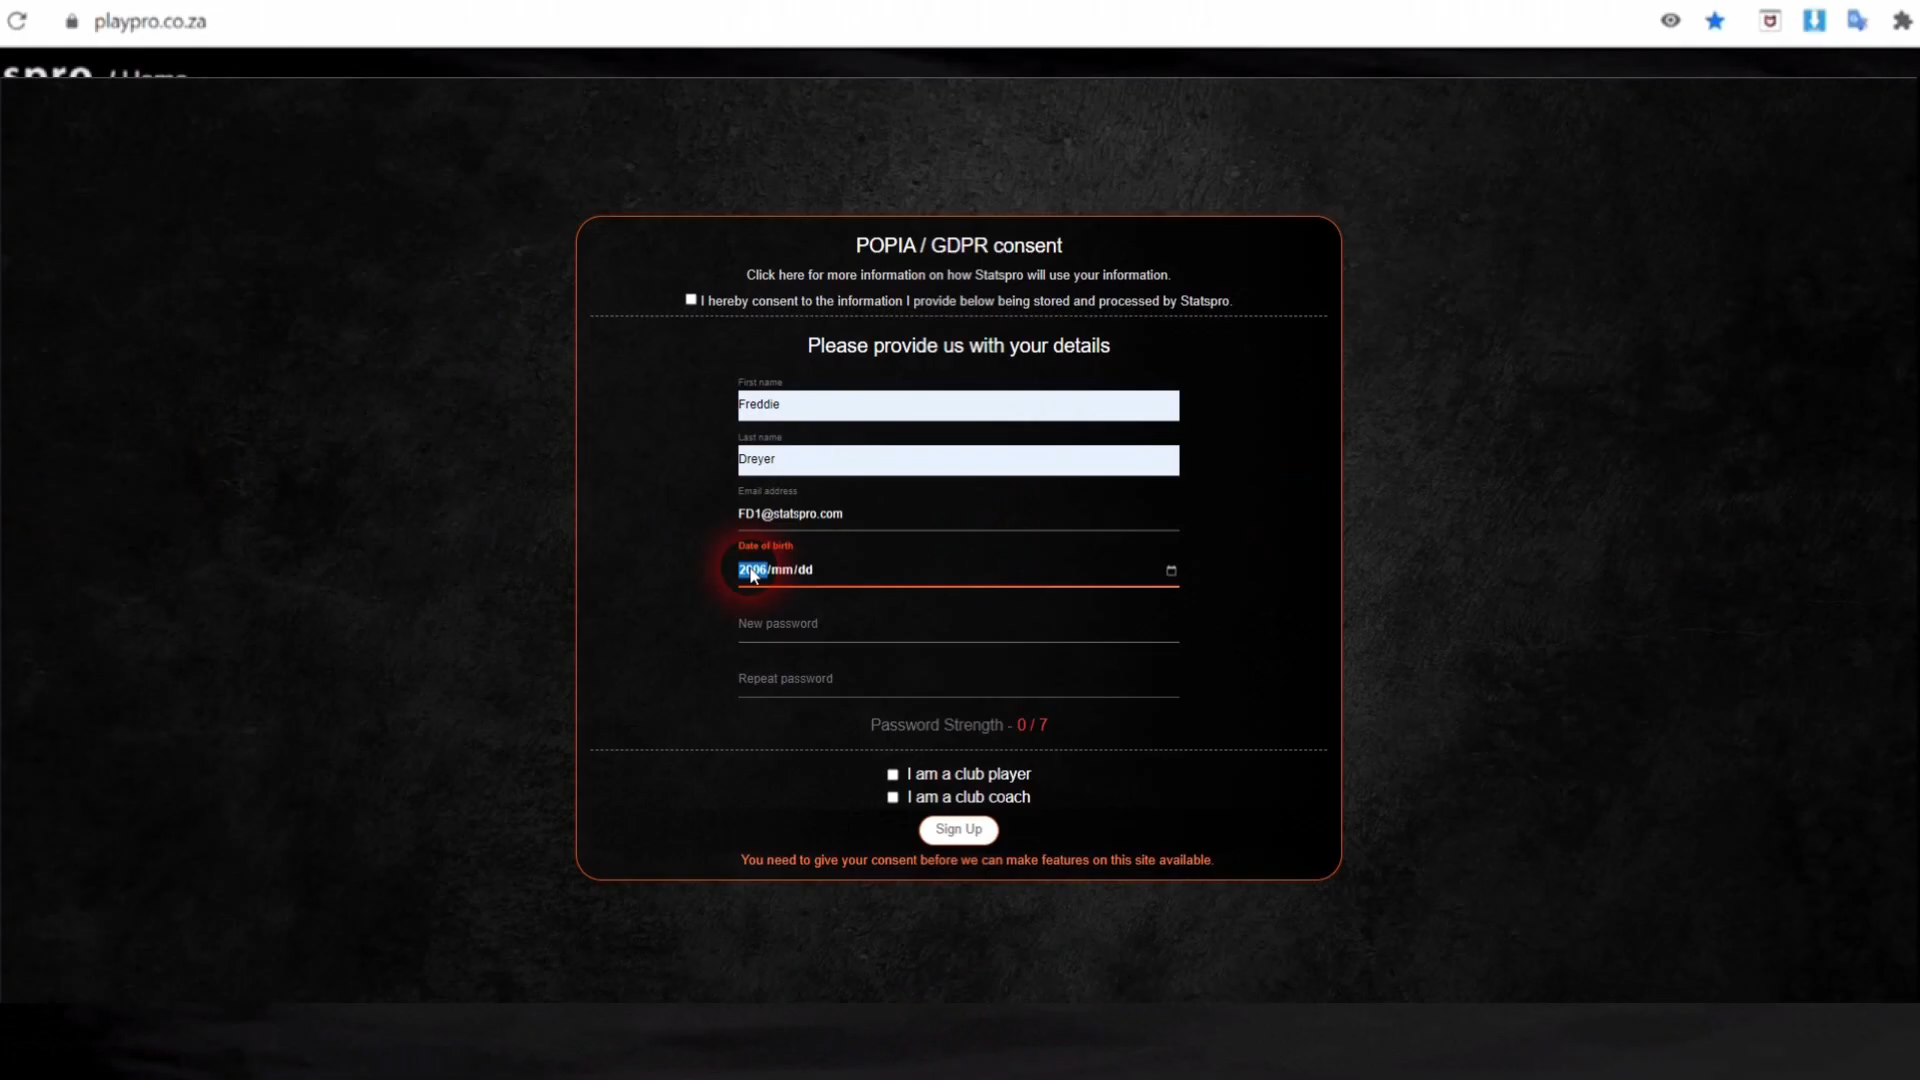 playpro.co.za
spro / Home
POPIA / GDPR consent
Click here for more information on how Statspro will use your information.
I hereby consent to the information I provide below being stored and processed by Statspro.
Please provide us with your details
First name
Freddie
Last name
Dreyer
Email address
FD1@statspro.com
Date of birth
2006/mm/dd
New password
Repeat password
Password Strength - 0 / 7
I am a club player
I am a club coach
Sign Up
You need to give your consent before we can make features on this site available.